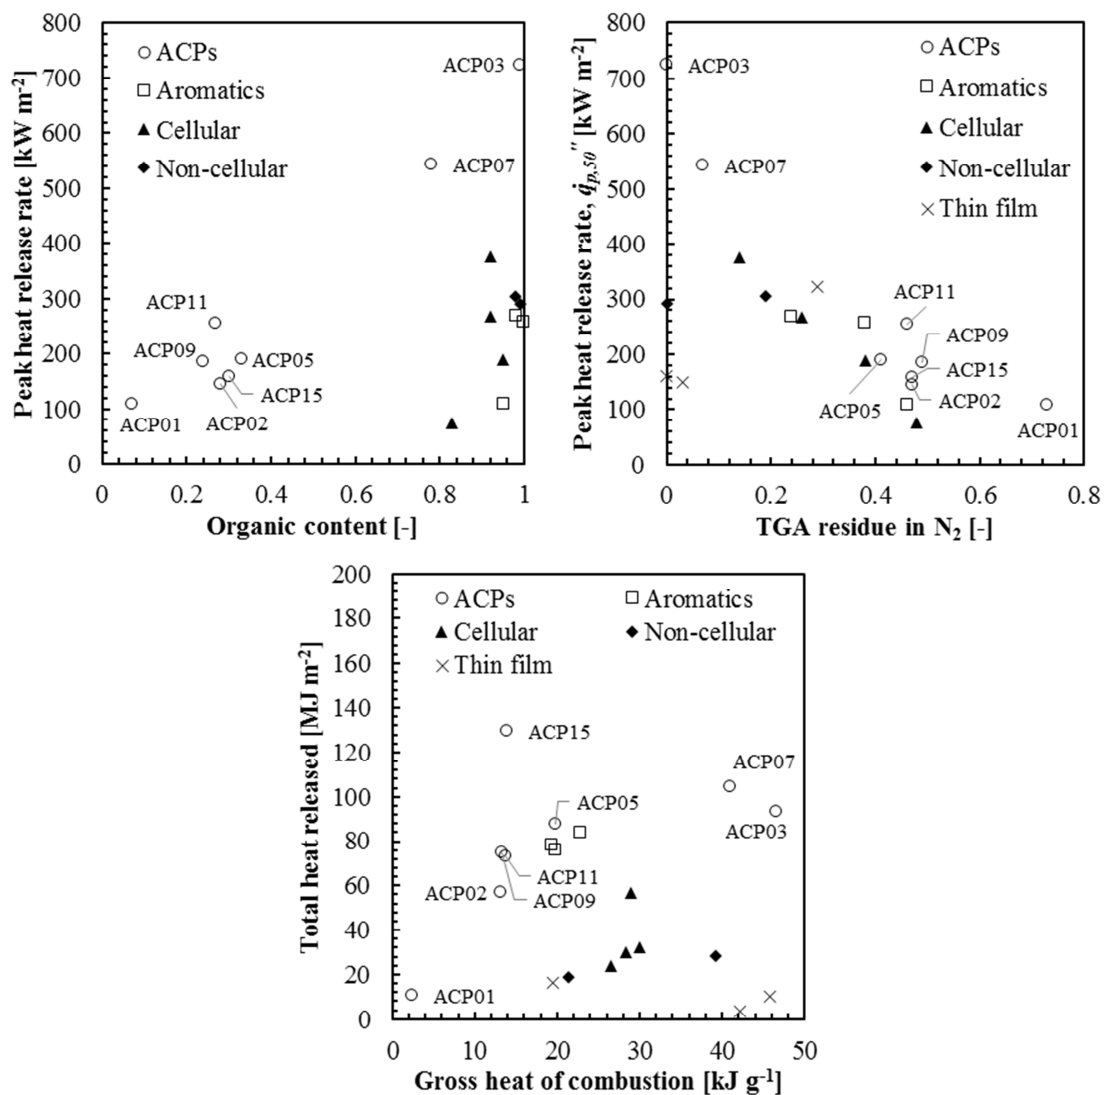 Peak heat release rate [kW m-2]
800
700
600
500
400
300
200
100
0
0
0.2
0.4
0.6
0.8
1
Organic content [-]
ACPs
Aromatics
Cellular
Non-cellular
ACP03
ACP07
ACP11
ACP09
ACP05
ACP15
ACP01
ACP02
Peak heat release rate, q̇p,50″ [kW m-2]
800
700
600
500
400
300
200
100
0
0
0.2
0.4
0.6
0.8
TGA residue in N2 [-]
ACPs
Aromatics
Cellular
Non-cellular
Thin film
ACP03
ACP07
ACP11
ACP09
ACP15
ACP05
ACP02
ACP01
Total heat released [MJ m-2]
200
180
160
140
120
100
80
60
40
20
0
0
10
20
30
40
50
Gross heat of combustion [kJ g-1]
ACPs
Aromatics
Cellular
Non-cellular
Thin film
ACP15
ACP07
ACP05
ACP03
ACP11
ACP02
ACP09
ACP01